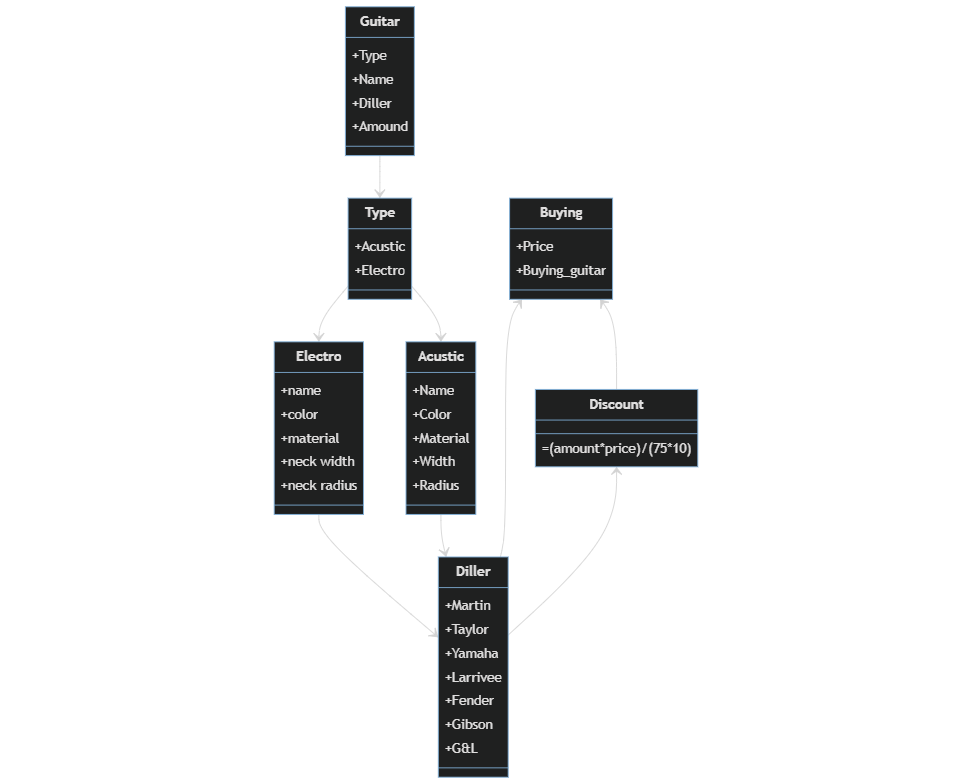 Guitar
+Type
+Name
+Diller
+Amound
Type
+Acustic
+Electro
Buying
+Price
+Buying_guitar
Electro
+name
+color
+material
+neck width
+neck radius
Acustic
+Name
+Color
+Material
+Width
+Radius
Discount
=(amount*price)/(75*10)
Diller
+Martin
+Taylor
+Yamaha
+Larrivee
+Fender
+Gibson
+G&L